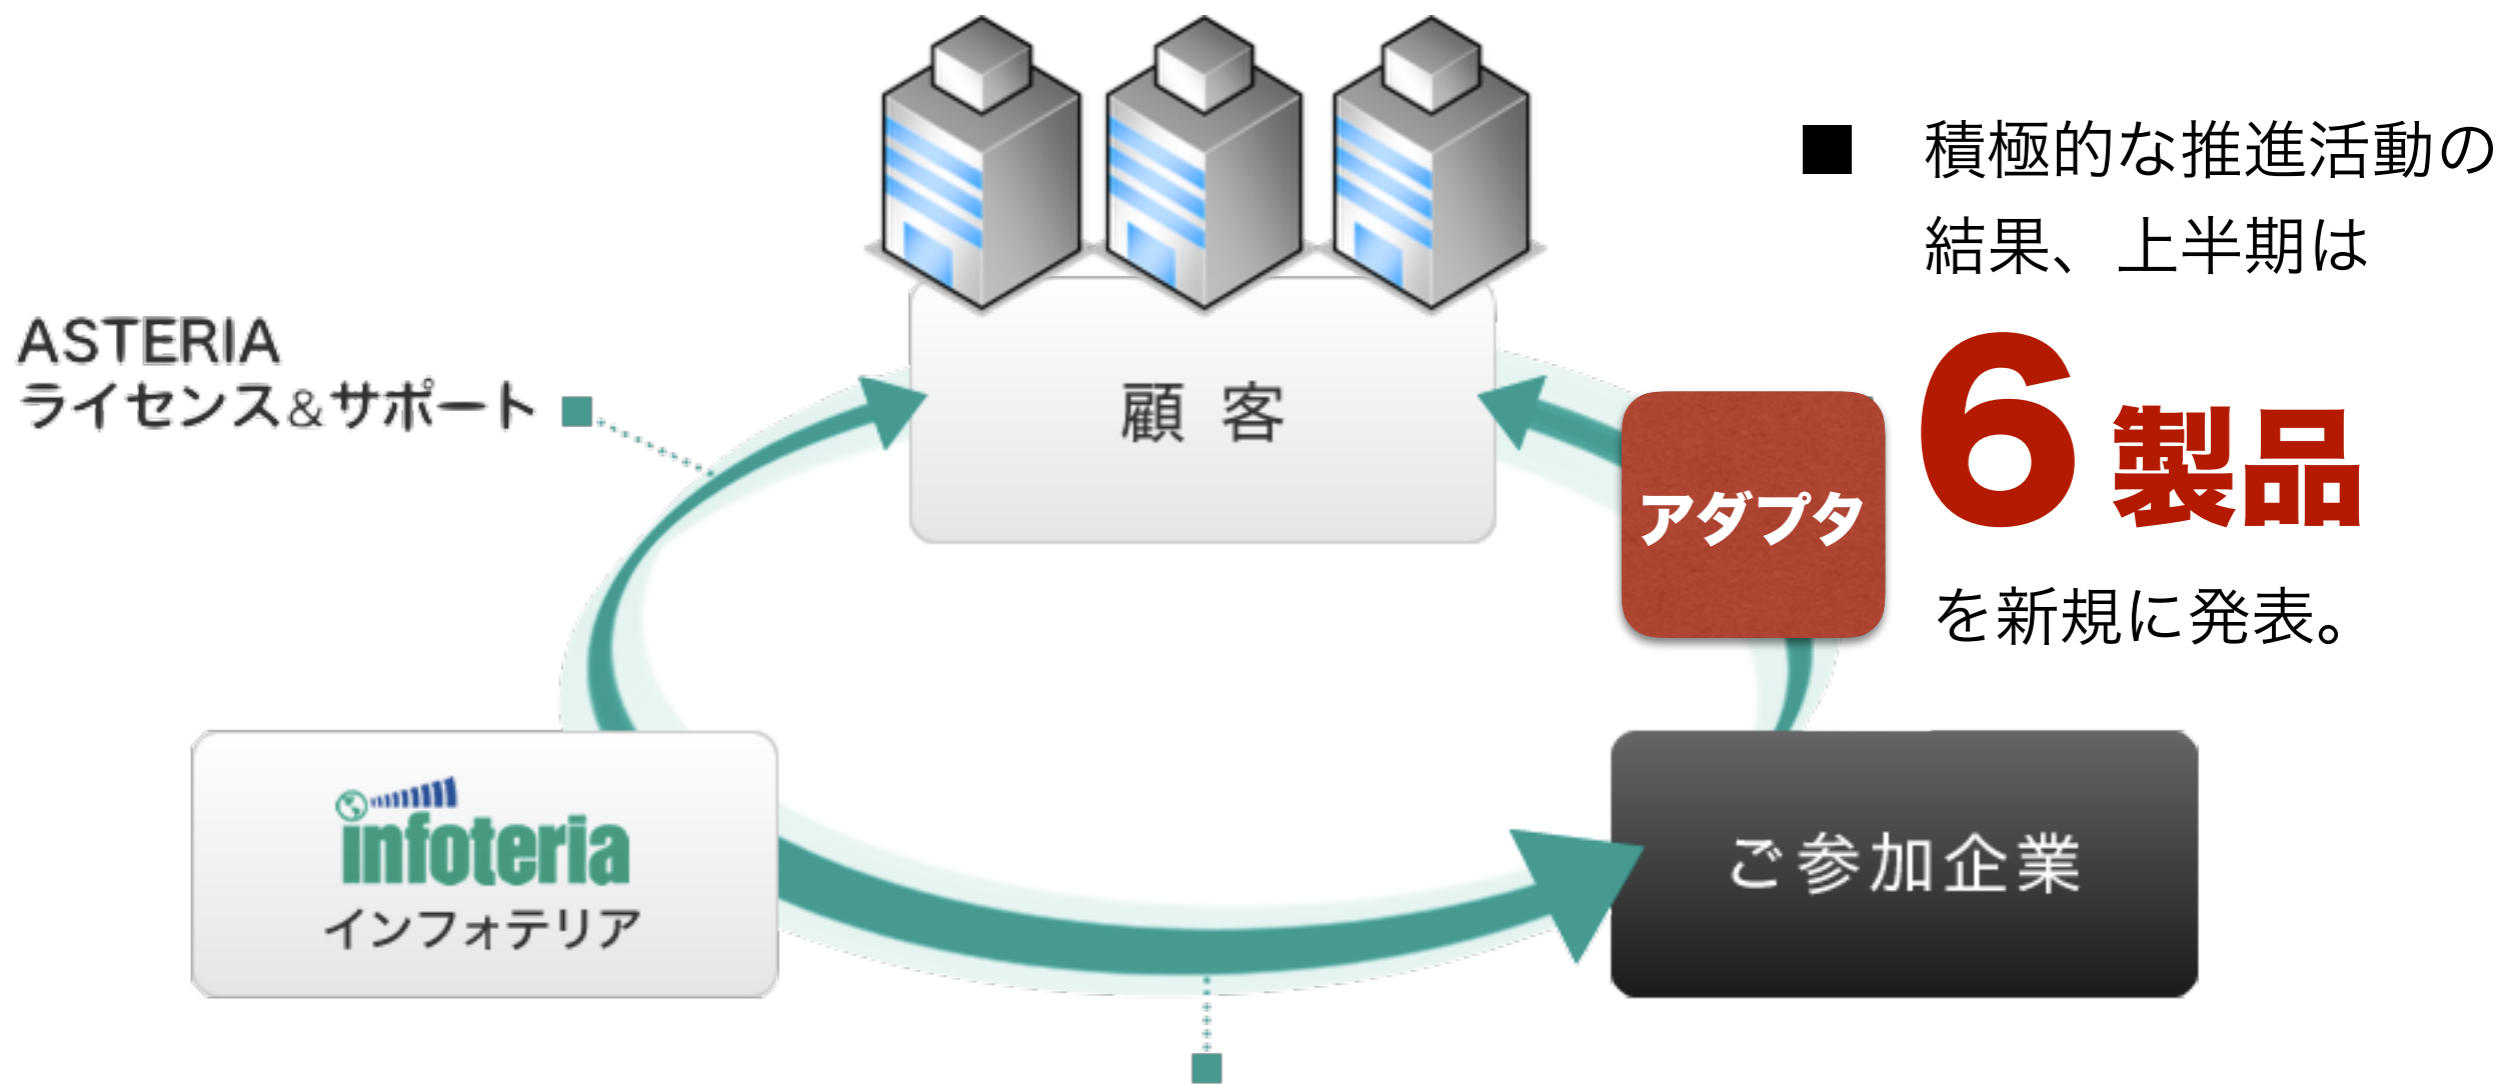 ■ 積極的な推進活動の
結果、上半期は
6 製品
を新規に発表。
ASTERIA
ライセンス&サポート
顧 客
アダプタ
infoteria
インフォテリア
ご参加企業